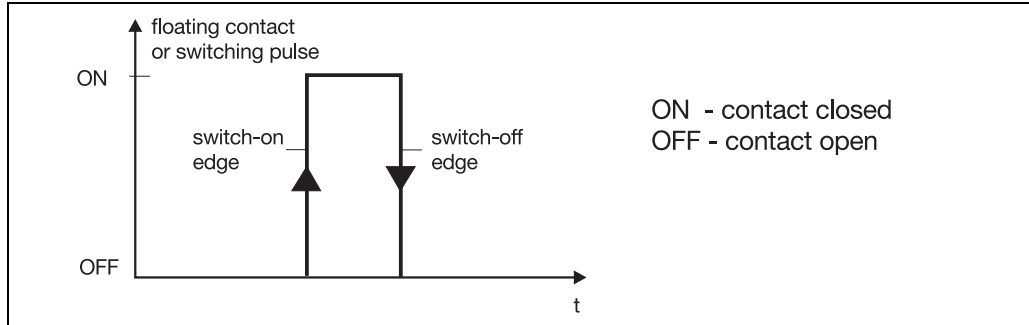 floating contact
or switching pulse
ON
switch-on
edge
switch-off
edge
OFF
t
ON - contact closed
OFF - contact open